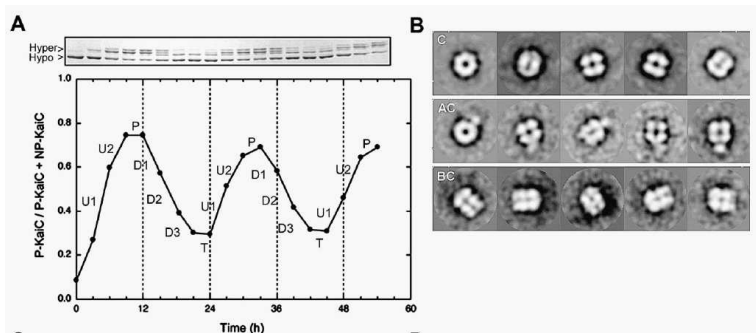 A
Hyper>
Hypo>
P-KaiC / P-KaiC + NP-KaiC
1.0
0.8
0.6
0.4
0.2
0.0
U1
U2
P
D1
D2
D3
T
U1
U2
P
D1
D2
D3
T
U1
U2
P
0
12
24
36
48
60
Time (h)
B
C
AC
BC